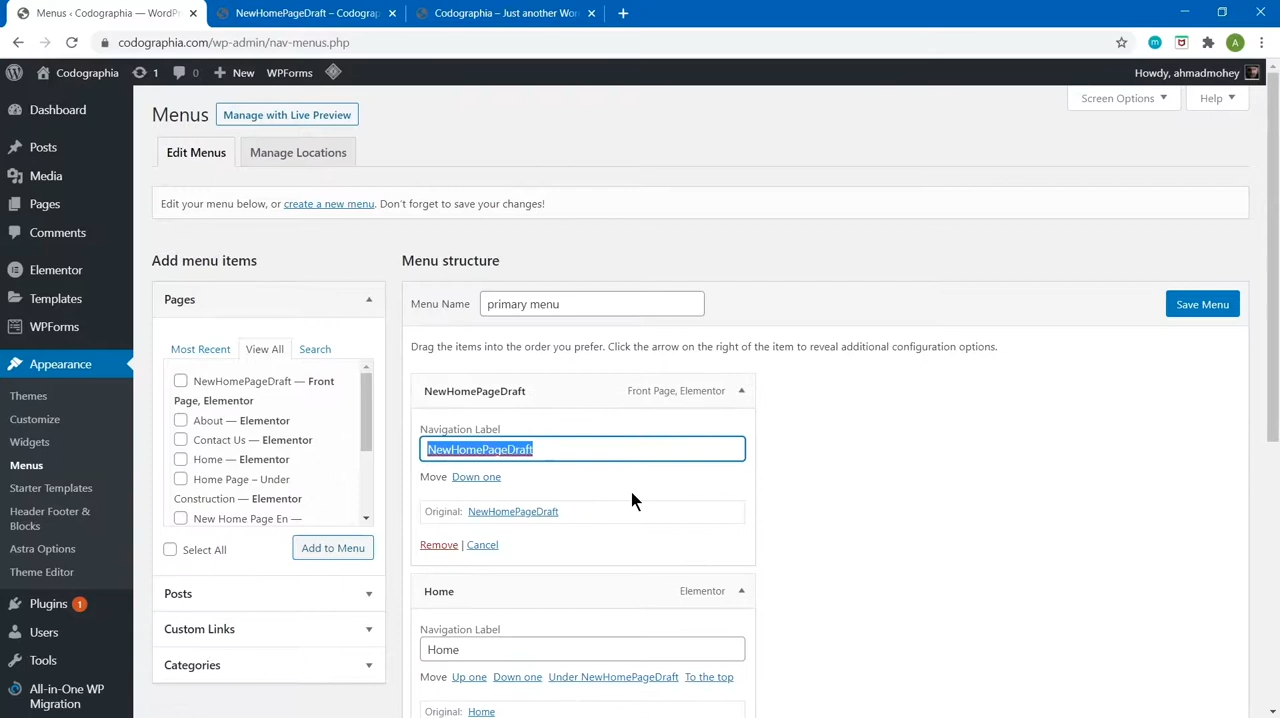 Menus ‹ Codographia — WordPr
NewHomePageDraft – Codograp
Codographia – Just another Wor
codographia.com/wp-admin/nav-menus.php
m
A
Codographia
1
0
New
WPForms
Howdy, ahmadmohey
Dashboard
Posts
Media
Pages
Comments
Elementor
Templates
WPForms
Appearance
Themes
Customize
Widgets
Menus
Starter Templates
Header Footer &
Blocks
Astra Options
Theme Editor
Plugins 1
Users
Tools
All-in-One WP
Migration
Screen Options
Help
Menus
Manage with Live Preview
Edit Menus
Manage Locations
Edit your menu below, or create a new menu. Don’t forget to save your changes!
Add menu items
Pages
Most Recent
View All
Search
NewHomePageDraft — Front
Page, Elementor
About — Elementor
Contact Us — Elementor
Home — Elementor
Home Page – Under
Construction — Elementor
New Home Page En —
Select All
Add to Menu
Posts
Custom Links
Categories
Menu structure
Menu Name
primary menu
Save Menu
Drag the items into the order you prefer. Click the arrow on the right of the item to reveal additional configuration options.
NewHomePageDraft
Front Page, Elementor
Navigation Label
NewHomePageDraft
Move Down one
Original: NewHomePageDraft
Remove | Cancel
Home
Elementor
Navigation Label
Home
Move Up one Down one Under NewHomePageDraft To the top
Original: Home